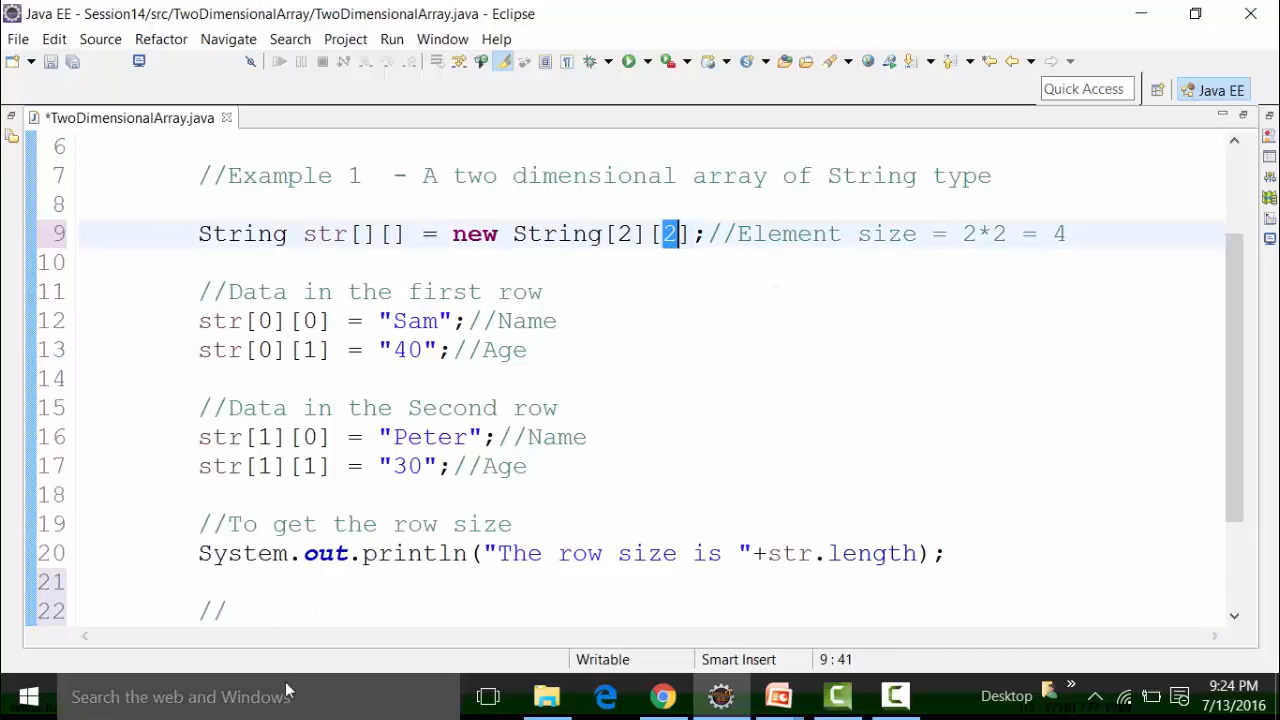 Java EE - Session14/src/TwoDimensionalArray/TwoDimensionalArray.java - Eclipse
File Edit Source Refactor Navigate Search Project Run Window Help
Quick Access
Java EE
*TwoDimensionalArray.java
6
7 //Example 1  - A two dimensional array of String type
8
9 String str[][] = new String[2][2];//Element size = 2*2 = 4
10
11 //Data in the first row
12 str[0][0] = "Sam";//Name
13 str[0][1] = "40";//Age
14
15 //Data in the Second row
16 str[1][0] = "Peter";//Name
17 str[1][1] = "30";//Age
18
19 //To get the row size
20 System.out.println("The row size is "+str.length);
21
22 //
Writable Smart Insert 9 : 41
Search the web and Windows
Desktop
9:24 PM
7/13/2016